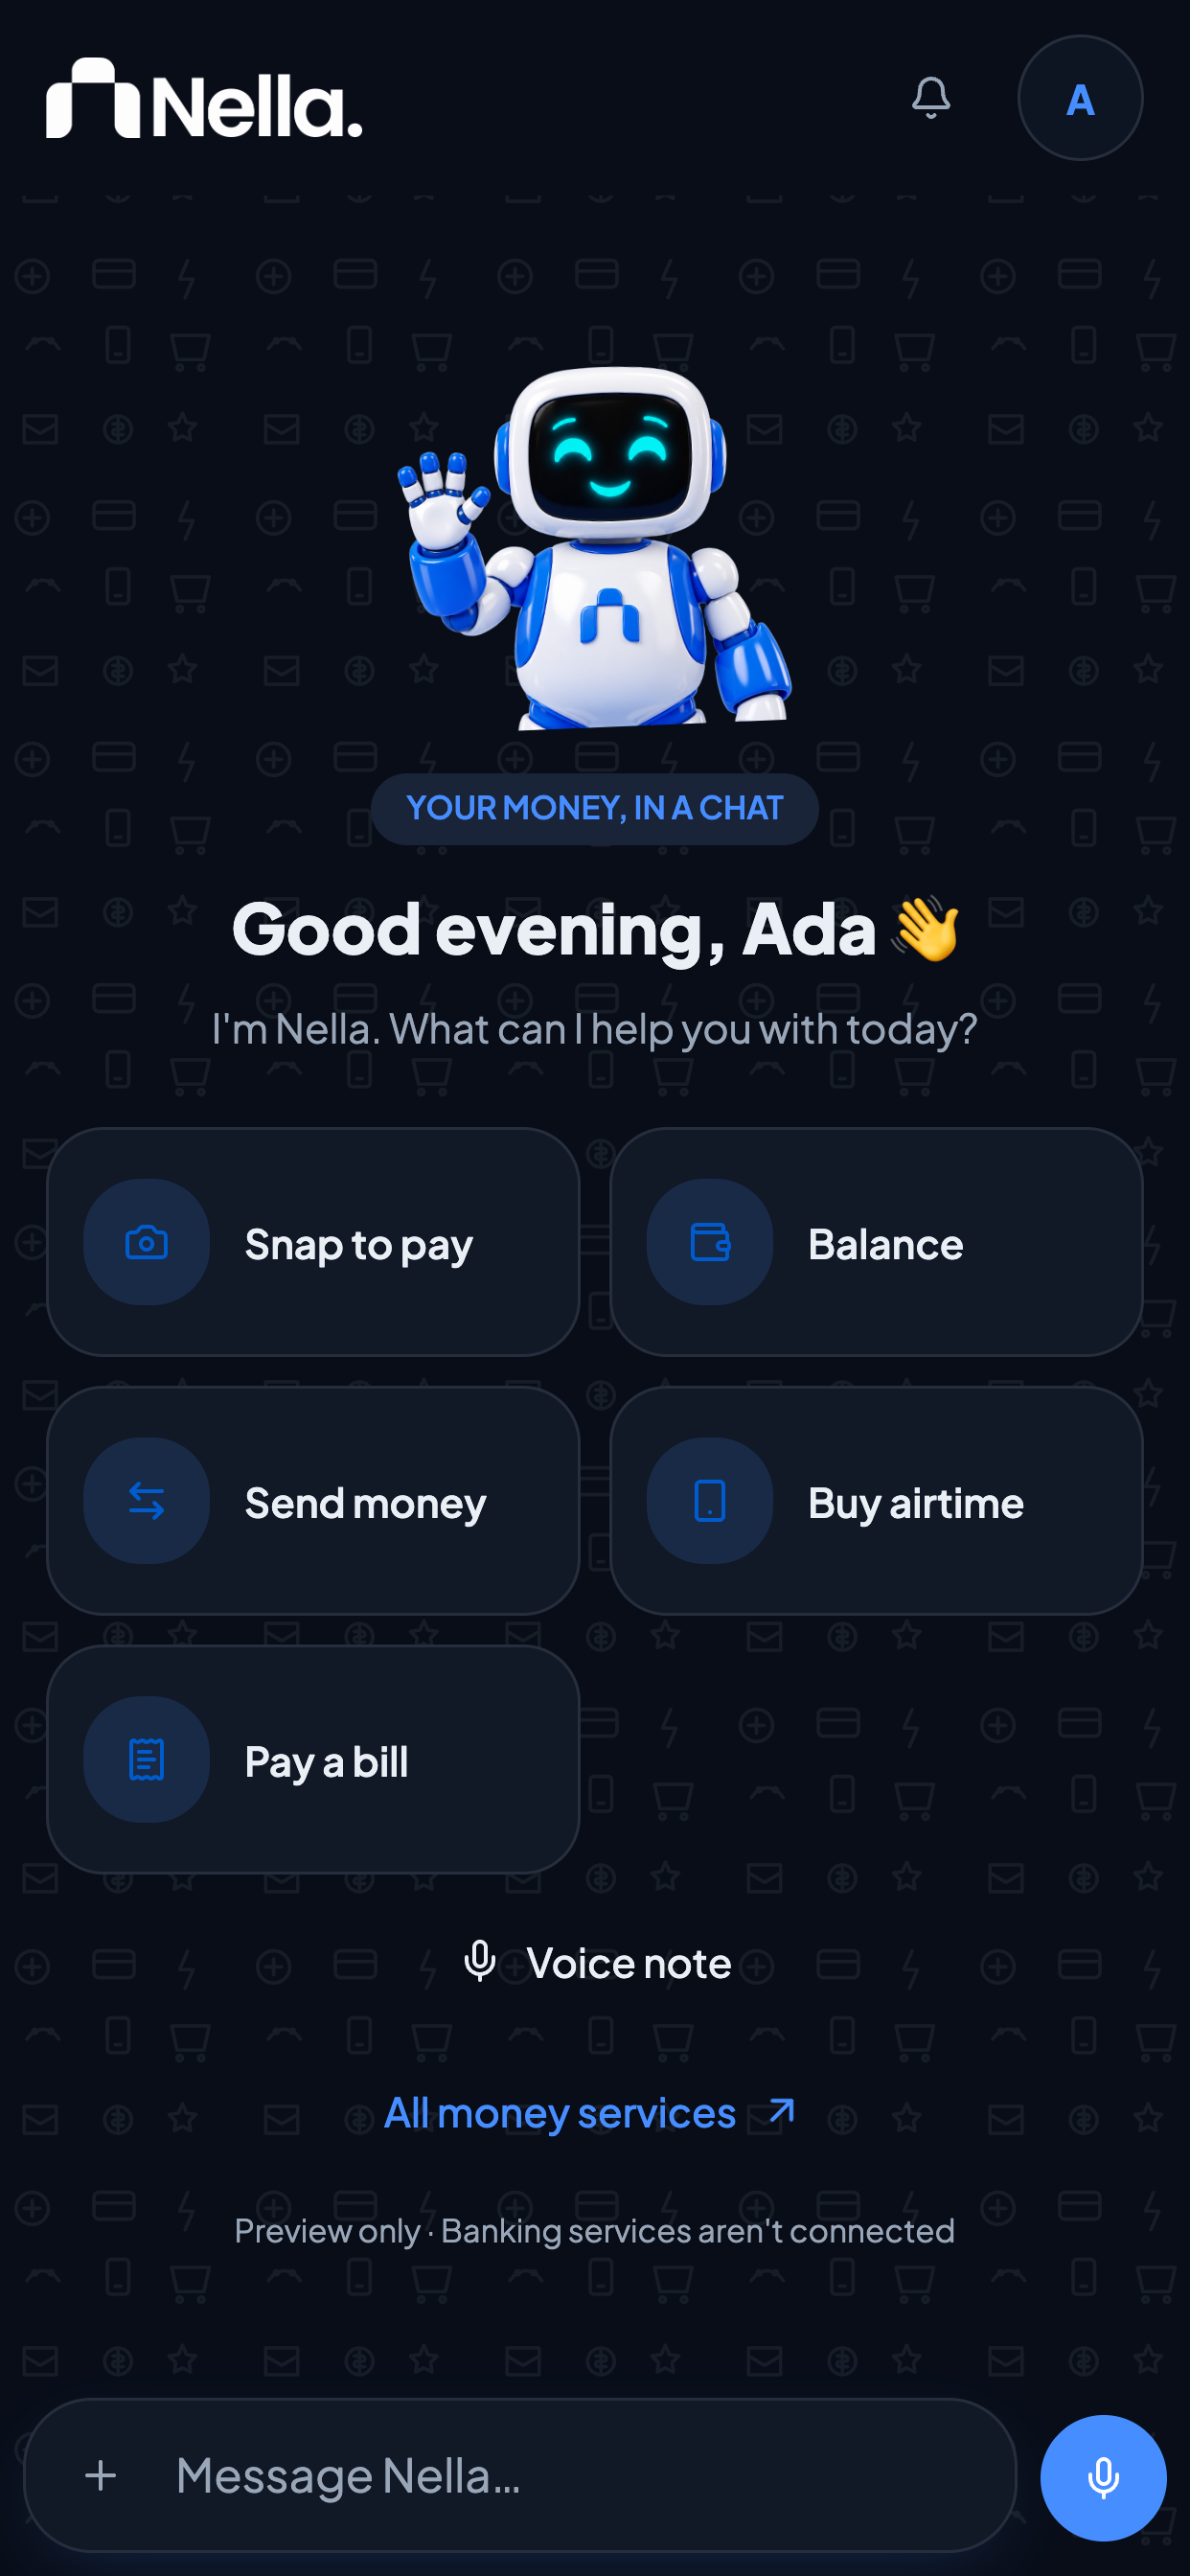 Nella.
A
YOUR MONEY, IN A CHAT
Good evening, Ada 👋
I'm Nella. What can I help you with today?
Snap to pay
Balance
Send money
Buy airtime
Pay a bill
Voice note
All money services
Preview only · Banking services aren't connected
Message Nella...